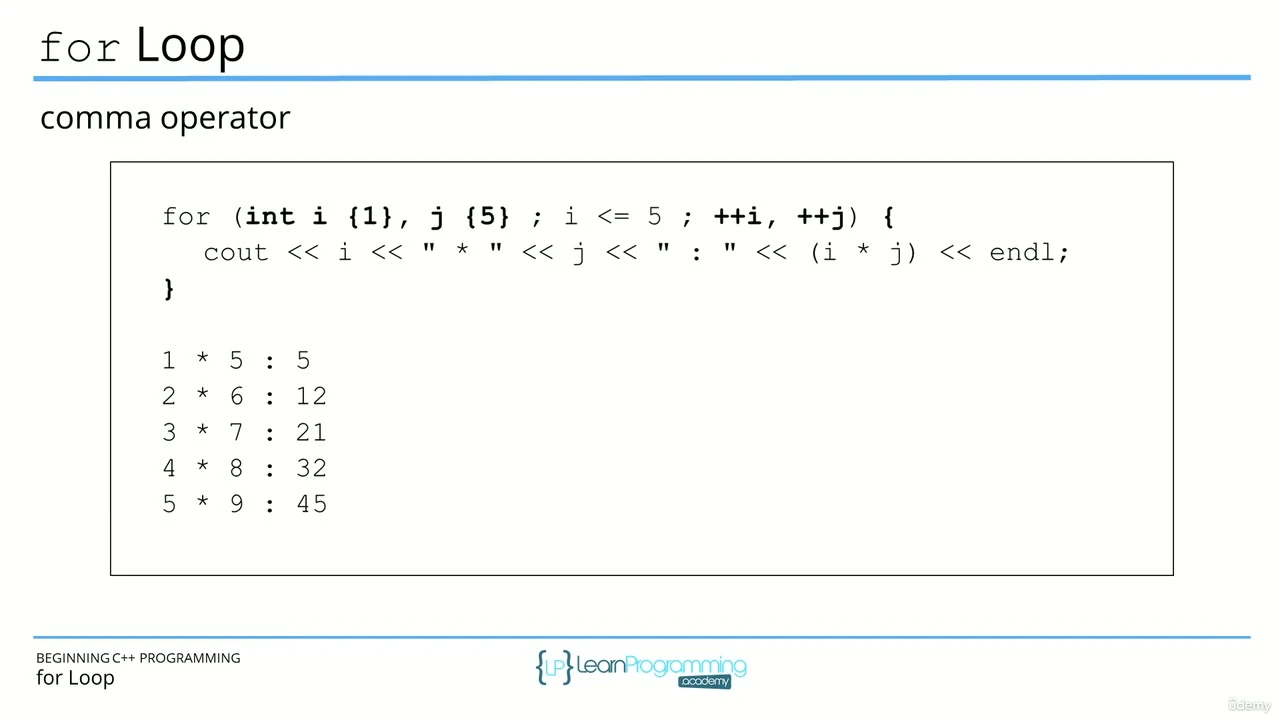 for Loop
comma operator
for (int i {1}, j {5} ; i <= 5 ; ++i, ++j) {
cout << i << " * " << j << " : " << (i * j) << endl;
}
1 * 5 : 5
2 * 6 : 12
3 * 7 : 21
4 * 8 : 32
5 * 9 : 45
BEGINNING C++ PROGRAMMING
for Loop
{LP}LearnProgramming
.academy
ûdemy